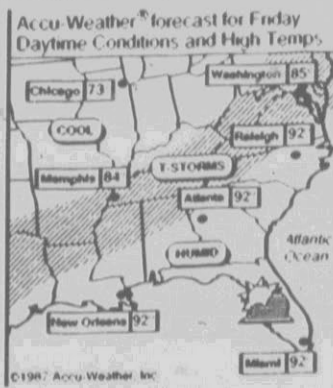 Accu-Weather® forecast for Friday
Daytime Conditions and High Temps
Washington 85
Chicago 73
COOL
Raleigh 92
T-STORMS
Memphis 84
Atlanta 92
Atlantic
Ocean
HUMID
New Orleans 92
Miami 92
©1987 Accu-Weather, Inc.